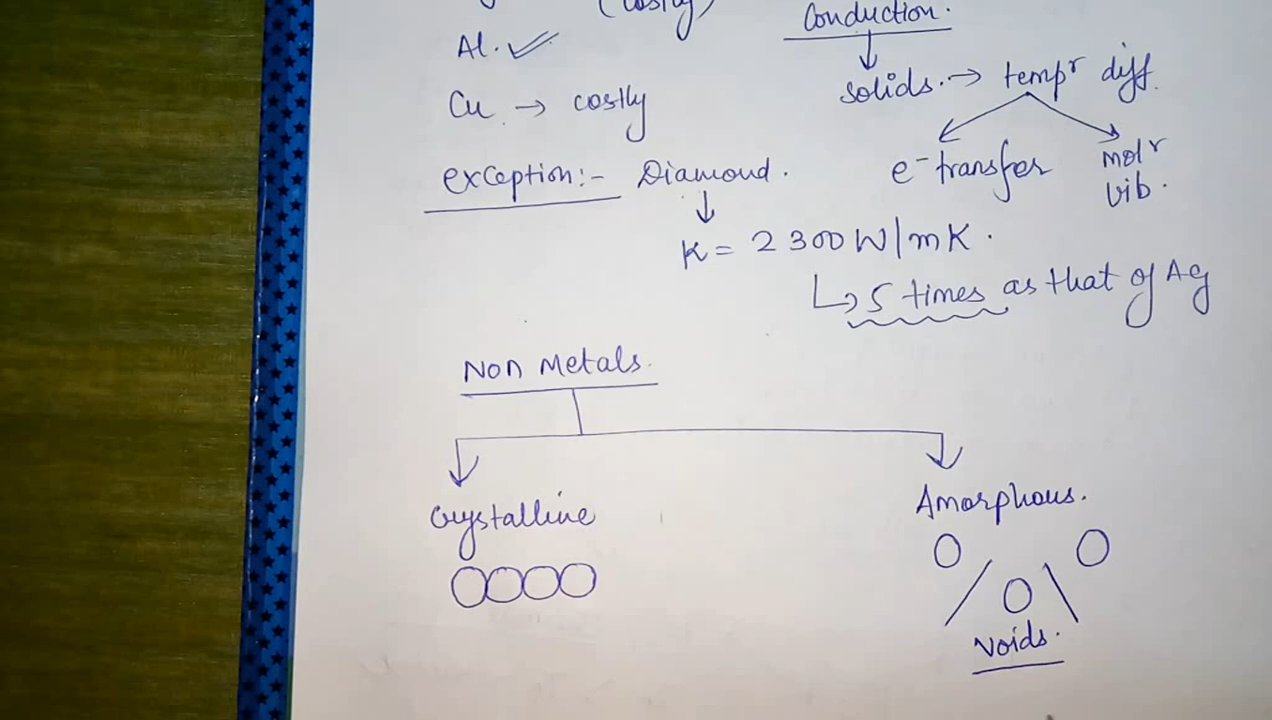 (costly)
Al.
Cu → costly
exception:- Diamond.
↓
K = 2300 W/mK.
↳ 5 times as that of Ag
Conduction.
↓
solids. → tempr diff.
e- transfer
molr
vib.
Non Metals.
Crystalline
Amorphous.
Voids.